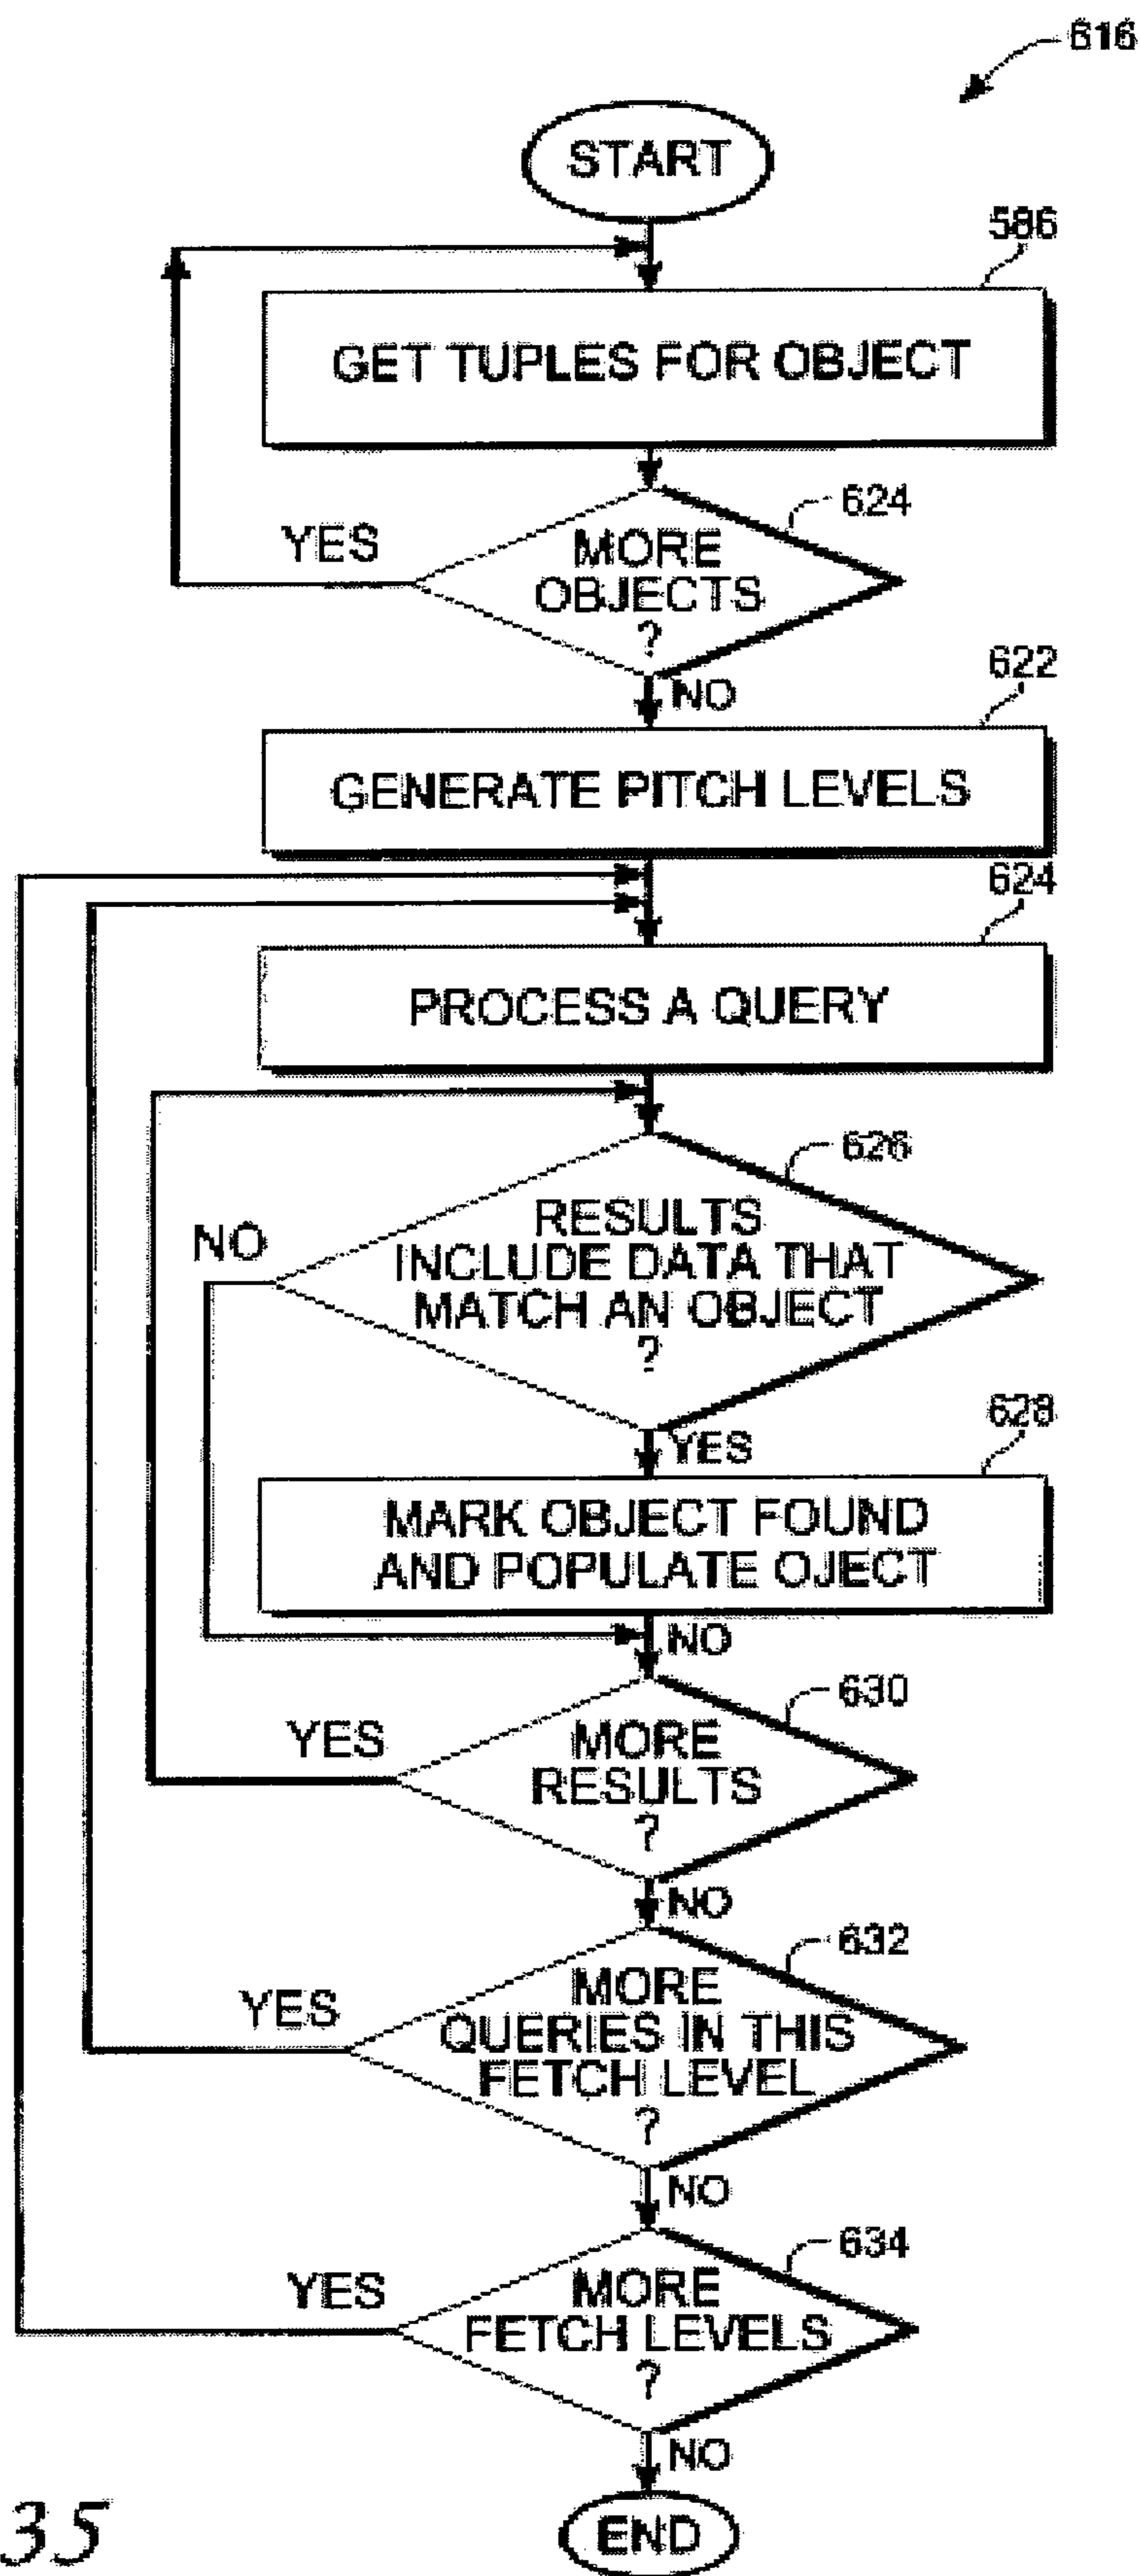 616
START
586
GET TUPLES FOR OBJECT
624
YES
MORE
OBJECTS
?
NO
622
GENERATE PITCH LEVELS
624
PROCESS A QUERY
626
NO
RESULTS
INCLUDE DATA THAT
MATCH AN OBJECT
?
YES
628
MARK OBJECT FOUND
AND POPULATE OJECT
NO
630
YES
MORE
RESULTS
?
NO
632
YES
MORE
QUERIES IN THIS
FETCH LEVEL
?
NO
634
YES
MORE
FETCH LEVELS
?
NO
END
35